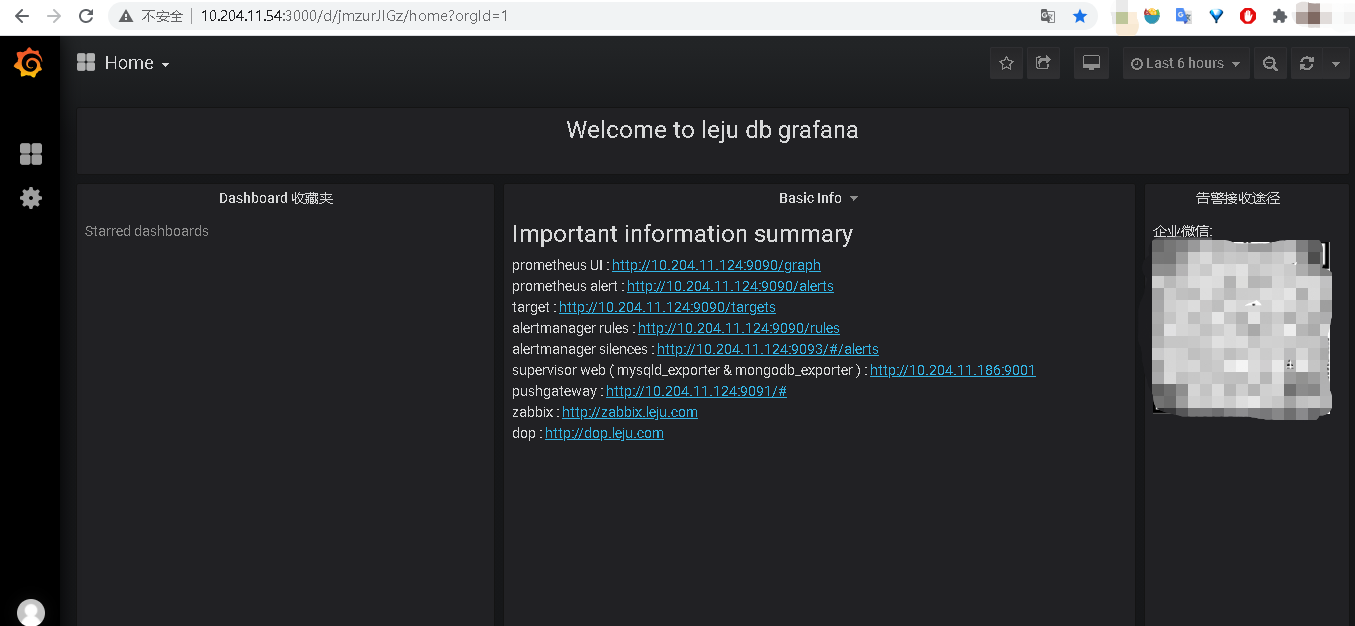 不安全 10.204.11.54:3000/d/jmzurJIGz/home?orgId=1
Home
Last 6 hours
Welcome to leju db grafana
Dashboard 收藏夹
Starred dashboards
Basic Info
Important information summary
prometheus UI : http://10.204.11.124:9090/graph
prometheus alert : http://10.204.11.124:9090/alerts
target : http://10.204.11.124:9090/targets
alertmanager rules : http://10.204.11.124:9090/rules
alertmanager silences : http://10.204.11.124:9093/#/alerts
supervisor web ( mysqld_exporter & mongodb_exporter ) : http://10.204.11.186:9001
pushgateway : http://10.204.11.124:9091/#
zabbix : http://zabbix.leju.com
dop : http://dop.leju.com
告警接收途径
企业微信: